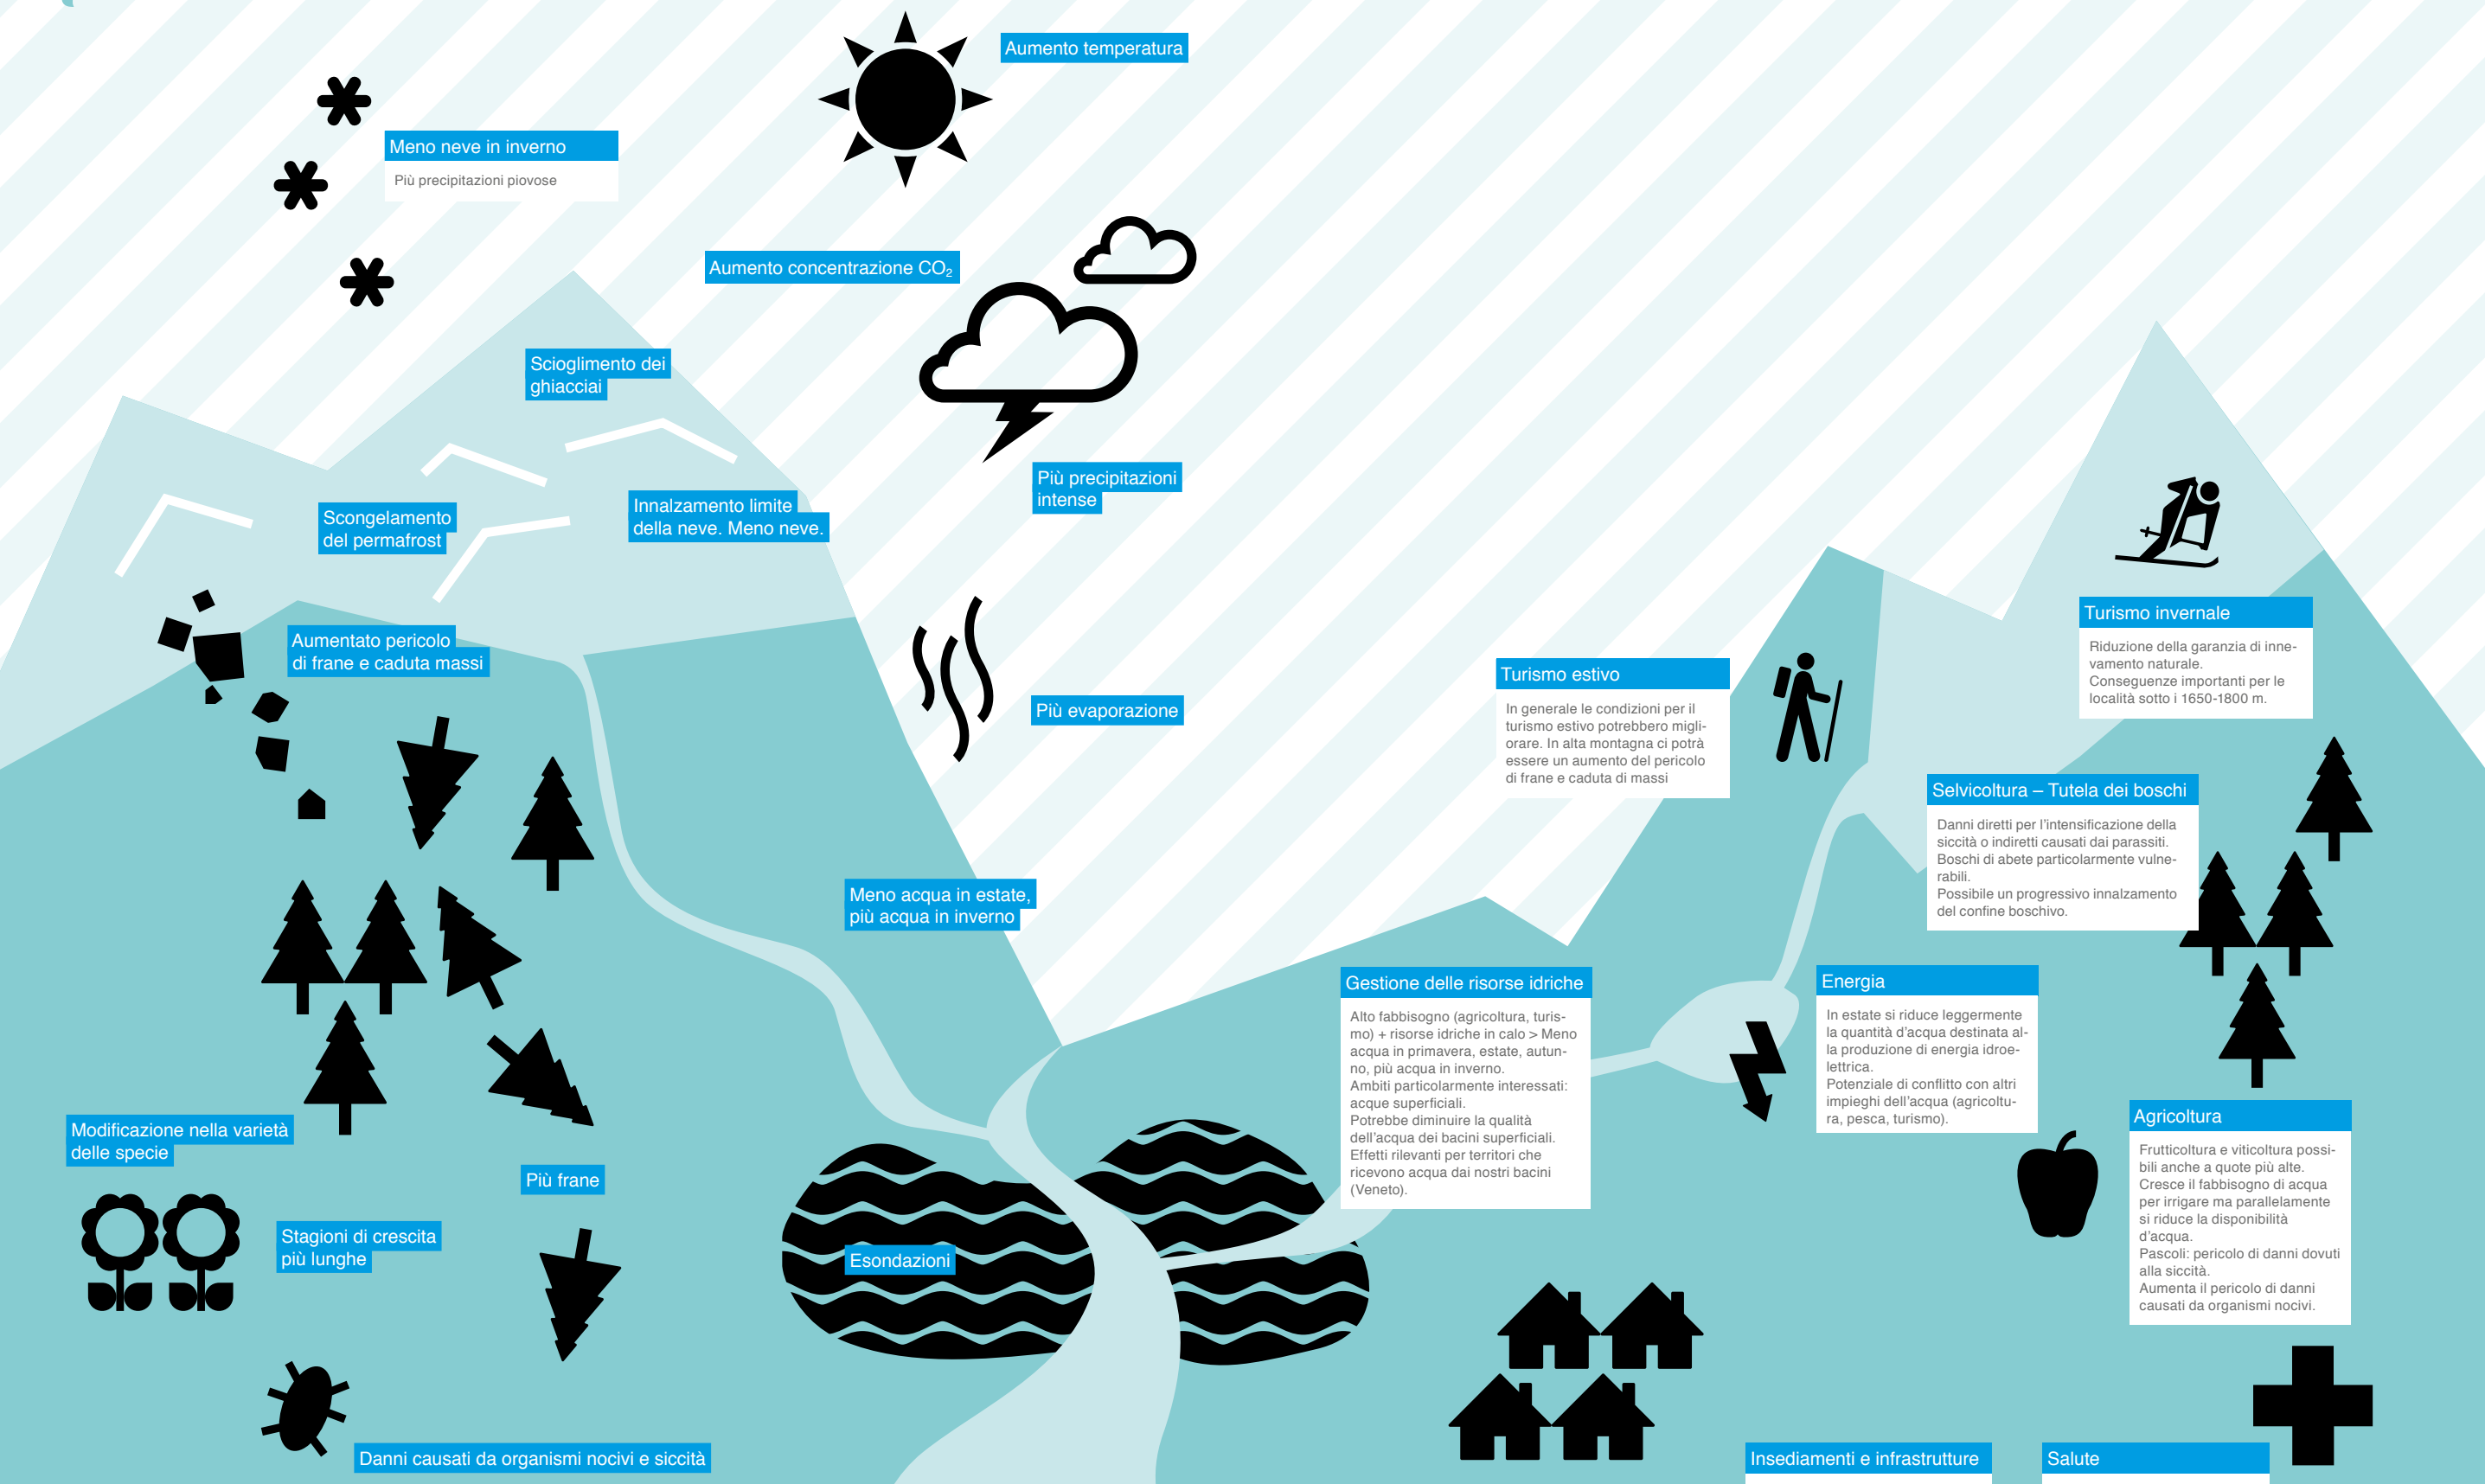 Aumento temperatura
Meno neve in inverno
Più precipitazioni piovose
Aumento concentrazione CO₂
Scioglimento dei
ghiacciai
Più precipitazioni
intense
Innalzamento limite
della neve. Meno neve.
Scongelamento
del permafrost
Aumentato pericolo
di frane e caduta massi
Più evaporazione
Turismo estivo
In generale le condizioni per il
turismo estivo potrebbero migli-
orare. In alta montagna ci potrà
essere un aumento del pericolo
di frane e caduta di massi
Turismo invernale
Riduzione della garanzia di inne-
vamento naturale.
Conseguenze importanti per le
località sotto i 1650-1800 m.
Selvicoltura – Tutela dei boschi
Danni diretti per l'intensificazione della
siccità o indiretti causati dai parassiti.
Boschi di abete particolarmente vulne-
rabili.
Possibile un progressivo innalzamento
del confine boschivo.
Meno acqua in estate,
più acqua in inverno
Gestione delle risorse idriche
Alto fabbisogno (agricoltura, turis-
mo) + risorse idriche in calo > Meno
acqua in primavera, estate, autun-
no, più acqua in inverno.
Ambiti particolarmente interessati:
acque superficiali.
Potrebbe diminuire la qualità
dell'acqua dei bacini superficiali.
Effetti rilevanti per territori che
ricevono acqua dai nostri bacini
(Veneto).
Energia
In estate si riduce leggermente
la quantità d'acqua destinata al-
la produzione di energia idroe-
lettrica.
Potenziale di conflitto con altri
impieghi dell'acqua (agricoltu-
ra, pesca, turismo).
Agricoltura
Frutticoltura e viticoltura possi-
bili anche a quote più alte.
Cresce il fabbisogno di acqua
per irrigare ma parallelamente
si riduce la disponibilità
d'acqua.
Pascoli: pericolo di danni dovuti
alla siccità.
Aumenta il pericolo di danni
causati da organismi nocivi.
Modificazione nella varietà
delle specie
Più frane
Stagioni di crescita
più lunghe
Esondazioni
Danni causati da organismi nocivi e siccità
Insediamenti e infrastrutture
Salute